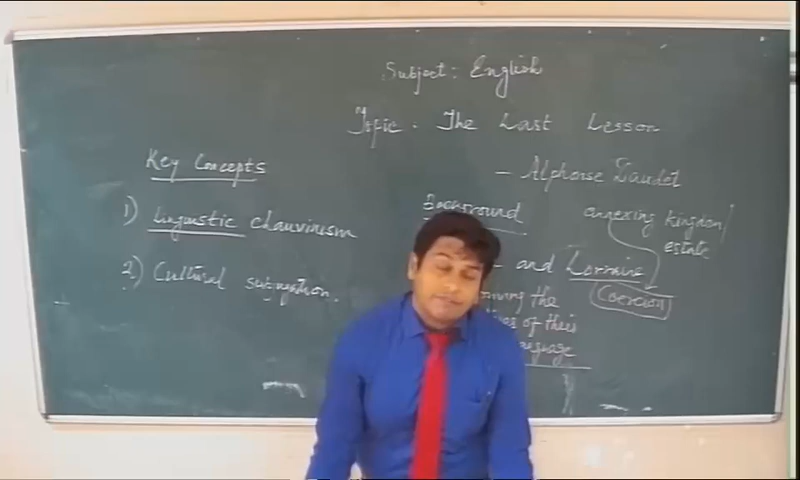 Subject: English
Topic - The Last Lesson
- Alphonse Daudet
Key Concepts
1) Linguistic chauvinism
2) Cultural subjugation.
Background
- and Lorraine
the
of their
language
annexing kingdom/
estate
Coercion